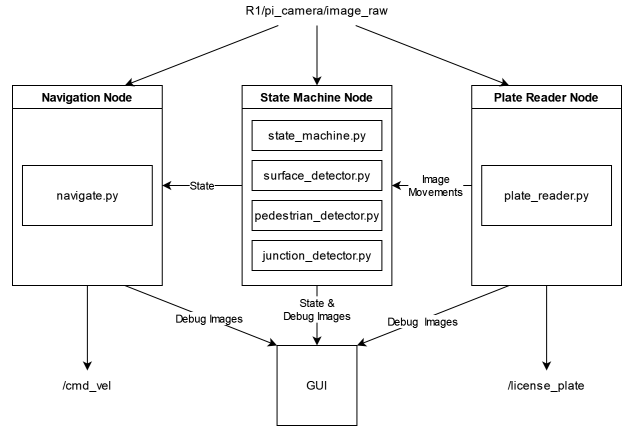 R1/pi_camera/image_raw
Navigation Node
State Machine Node
Plate Reader Node
state_machine.py
surface_detector.py
pedestrian_detector.py
junction_detector.py
navigate.py
State
Image
Movements
plate_reader.py
Debug Images
State &
Debug Images
Debug Images
/cmd_vel
GUI
/license_plate